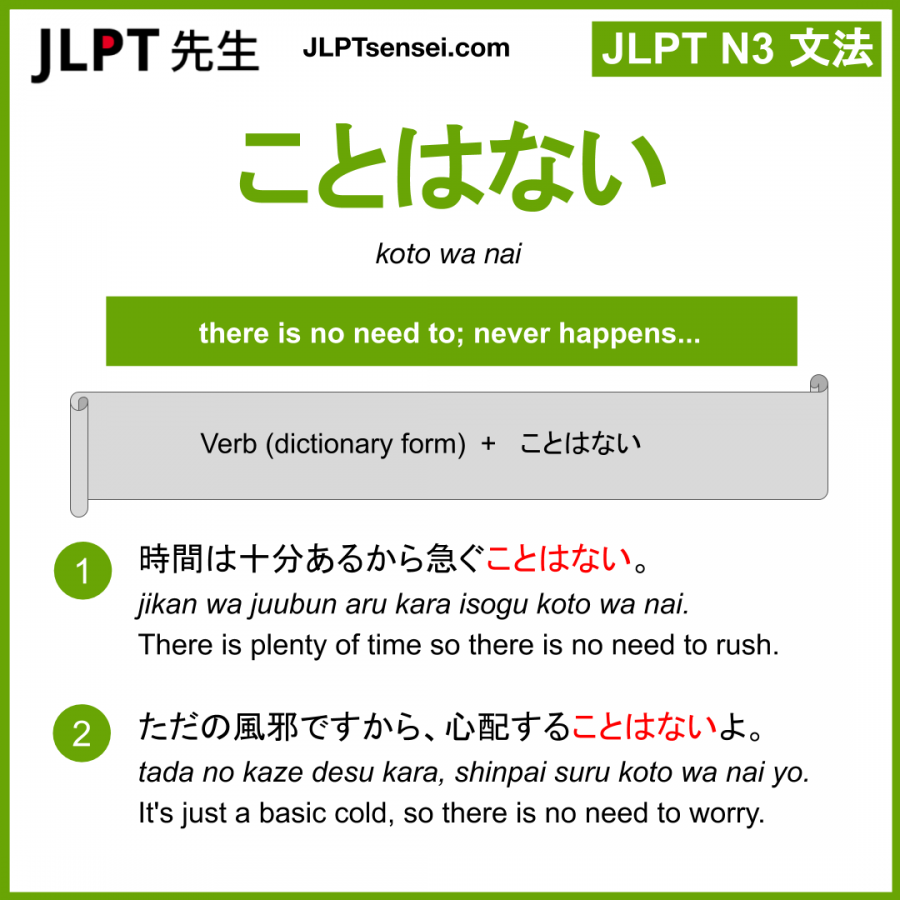 JLPT 先生
JLPTsensei.com
JLPT N3 文法
ことはない
koto wa nai
there is no need to; never happens...
Verb (dictionary form) + ことはない
1
時間は十分あるから急ぐことはない。
jikan wa juubun aru kara isogu koto wa nai.
There is plenty of time so there is no need to rush.
2
ただの風邪ですから、心配することはないよ。
tada no kaze desu kara, shinpai suru koto wa nai yo.
It's just a basic cold, so there is no need to worry.